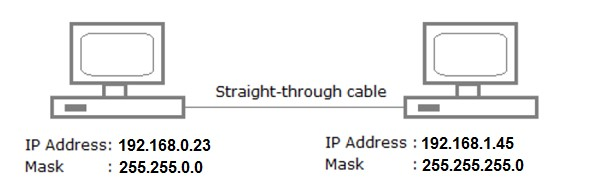 Straight-through cable
IP Address: 192.168.0.23
Mask : 255.255.0.0
IP Address : 192.168.1.45
Mask : 255.255.255.0